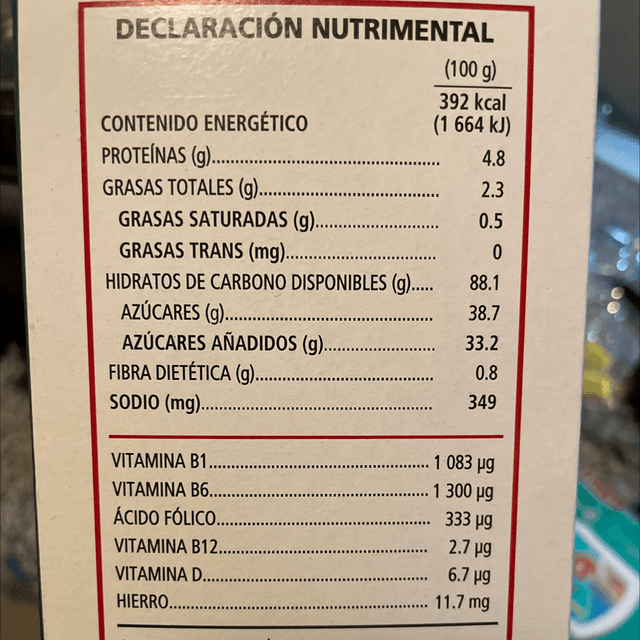 DECLARACIÓN NUTRIMENTAL
(100 g)
392 kcal
CONTENIDO ENERGÉTICO (1 664 kJ)
PROTEÍNAS (g)..................................... 4.8
GRASAS TOTALES (g)............................. 2.3
GRASAS SATURADAS (g).................... 0.5
GRASAS TRANS (mg)......................... 0
HIDRATOS DE CARBONO DISPONIBLES (g)..... 88.1
AZÚCARES (g)................................... 38.7
AZÚCARES AÑADIDOS (g).................. 33.2
FIBRA DIETÉTICA (g).............................. 0.8
SODIO (mg)....................................... 349
VITAMINA B1...................................... 1 083 µg
VITAMINA B6...................................... 1 300 µg
ÁCIDO FÓLICO.................................... 333 µg
VITAMINA B12.................................... 2.7 µg
VITAMINA D....................................... 6.7 µg
HIERRO............................................. 11.7 mg